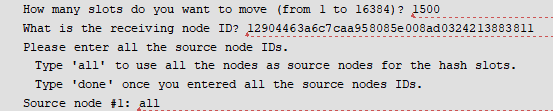 How many slots do you want to move (from 1 to 16384)? 1500
What is the receiving node ID? 12904463a6c7caa958085e008ad0324213883811
Please enter all the source node IDs.
Type 'all' to use all the nodes as source nodes for the hash slots.
Type 'done' once you entered all the source nodes IDs.
Source node #1: all